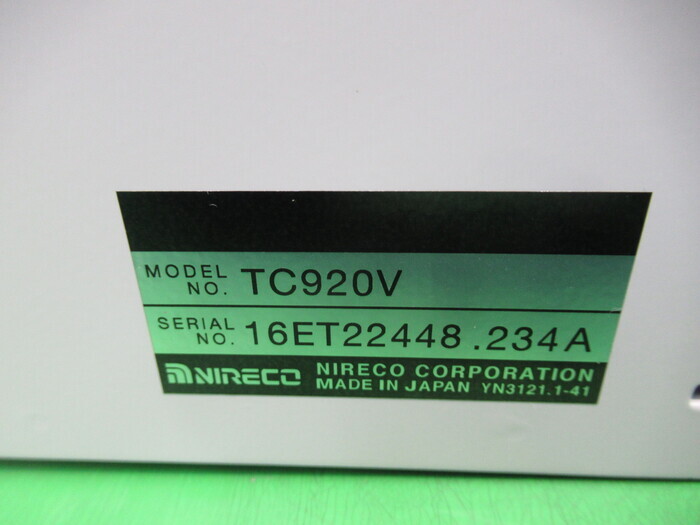 MODEL NO. TC920V
SERIAL NO. 16ET22448.234A
NIRECO NIRECO CORPORATION
MADE IN JAPAN YN3121.1-41